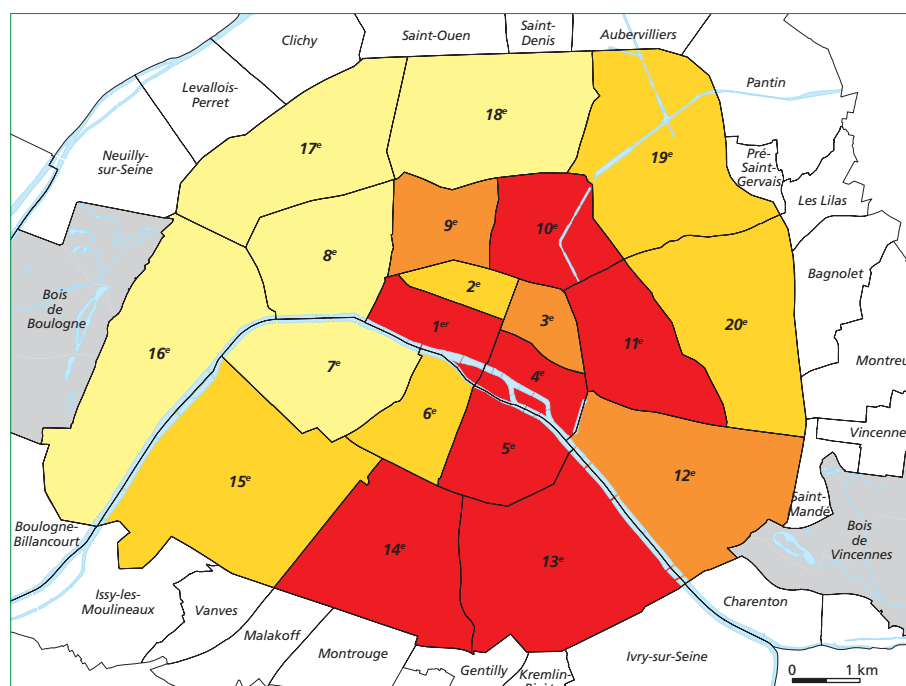 Clichy
Saint-Ouen
Saint-
Denis
Aubervilliers
Levallois-
Perret
Pantin
Neuilly-
sur-Seine
17ᵉ
18ᵉ
19ᵉ
Pré-
Saint-
Gervais
Les Lilas
8ᵉ
9ᵉ
10ᵉ
Bagnolet
Bois
de
Boulogne
2ᵉ
1ᵉʳ
3ᵉ
11ᵉ
20ᵉ
16ᵉ
7ᵉ
4ᵉ
Montreu
6ᵉ
5ᵉ
Vincenne
15ᵉ
12ᵉ
Saint-
Mandé
Bois
de
Vincennes
Boulogne-
Billancourt
14ᵉ
13ᵉ
Issy-les-
Moulineaux
Vanves
Charenton
Malakoff
Montrouge
Gentilly
Kremlin-
Ivry-sur-Seine
0 1 km